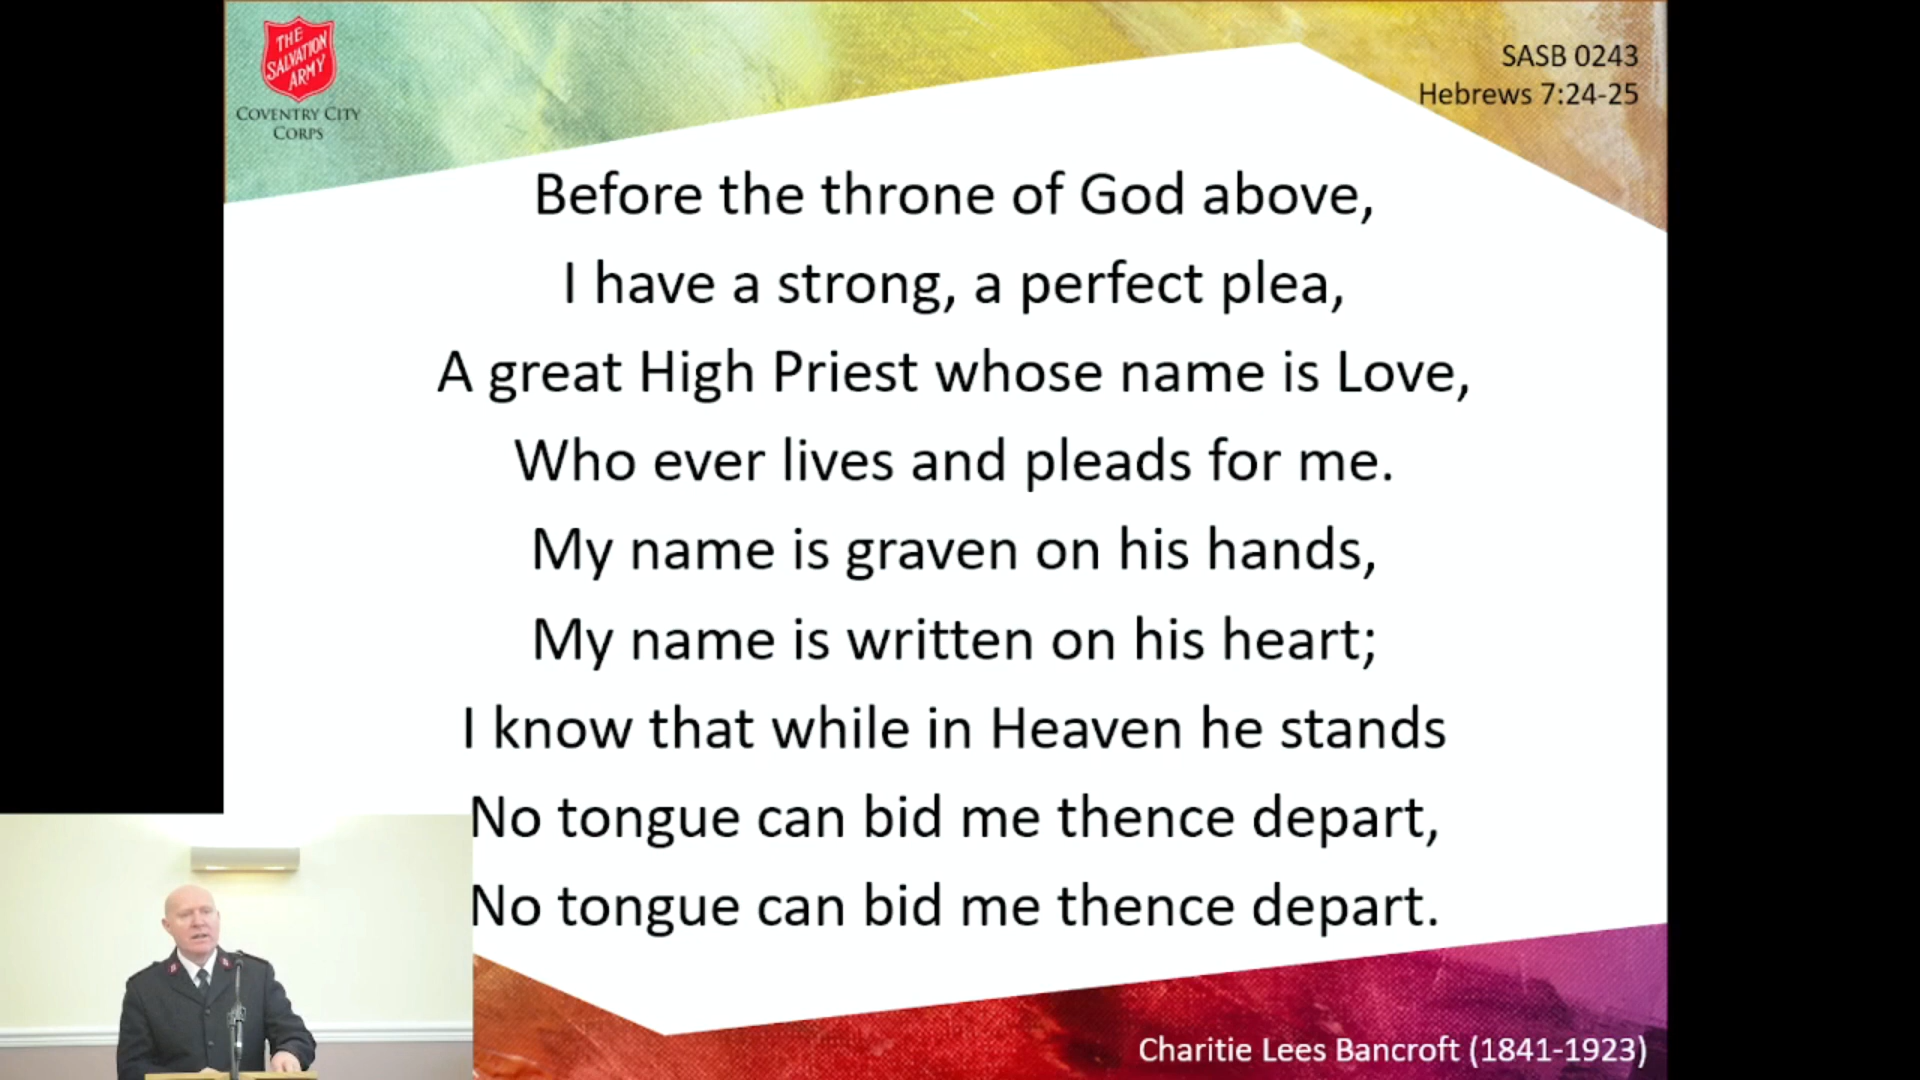 THE
SALVATION
ARMY
COVENTRY CITY
CORPS
SASB 0243
Hebrews 7:24-25
Before the throne of God above,
I have a strong, a perfect plea,
A great High Priest whose name is Love,
Who ever lives and pleads for me.
My name is graven on his hands,
My name is written on his heart;
I know that while in Heaven he stands
No tongue can bid me thence depart,
No tongue can bid me thence depart.
Charitie Lees Bancroft (1841-1923)